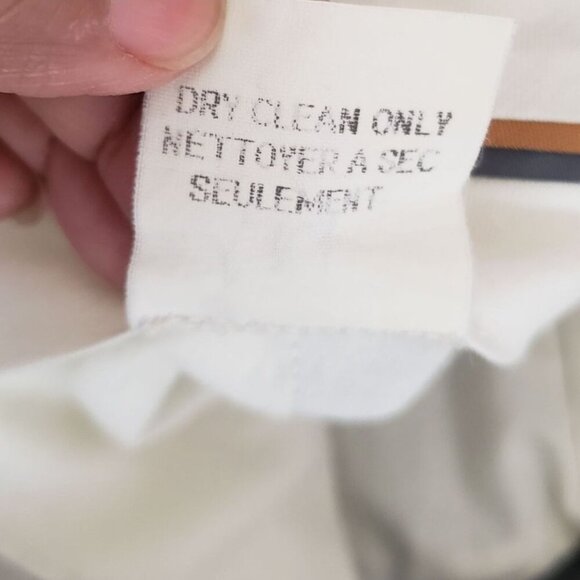 DRY CLEAN ONLY
NETTOYER A SEC
SEULEMENT